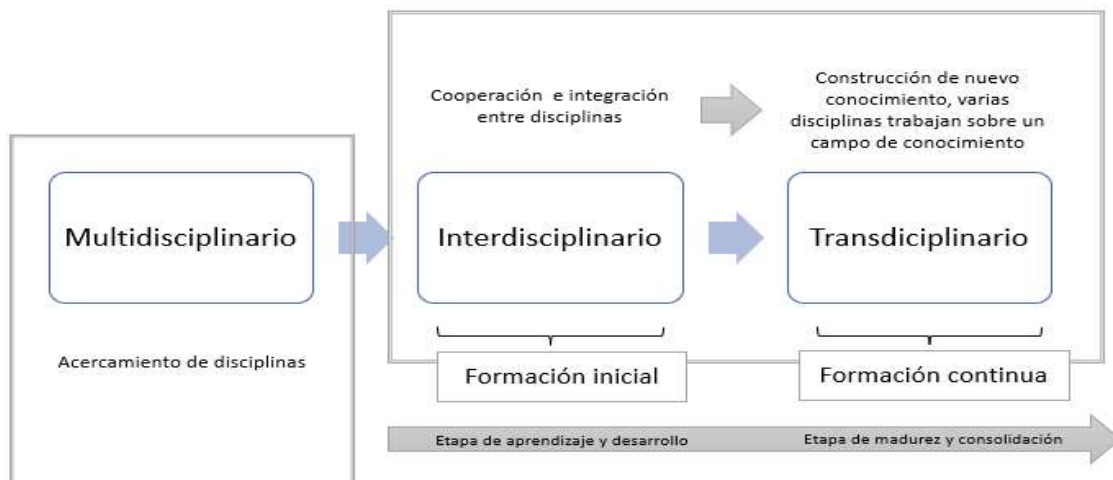 Cooperación e integración
entre disciplinas
Construcción de nuevo
conocimiento, varias
disciplinas trabajan sobre un
campo de conocimiento
Multidisciplinario
Interdisciplinario
Transdiciplinario
Acercamiento de disciplinas
Formación inicial
Formación continua
Etapa de aprendizaje y desarrollo
Etapa de madurez y consolidación